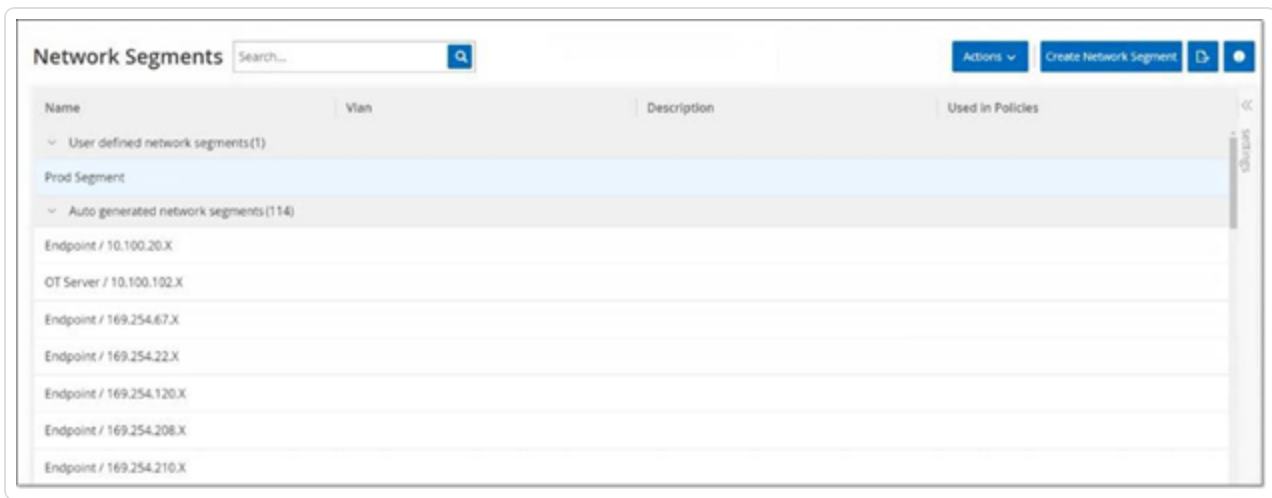 Network Segments Search... Actions Create Network Segment
Name Vlan Description Used in Policies
User defined network segments (1)
Prod Segment
Auto generated network segments (114)
Endpoint / 10.100.20.X
OT Server / 10.100.102.X
Endpoint / 169.254.67.X
Endpoint / 169.254.22.X
Endpoint / 169.254.120.X
Endpoint / 169.254.208.X
Endpoint / 169.254.210.X
settings